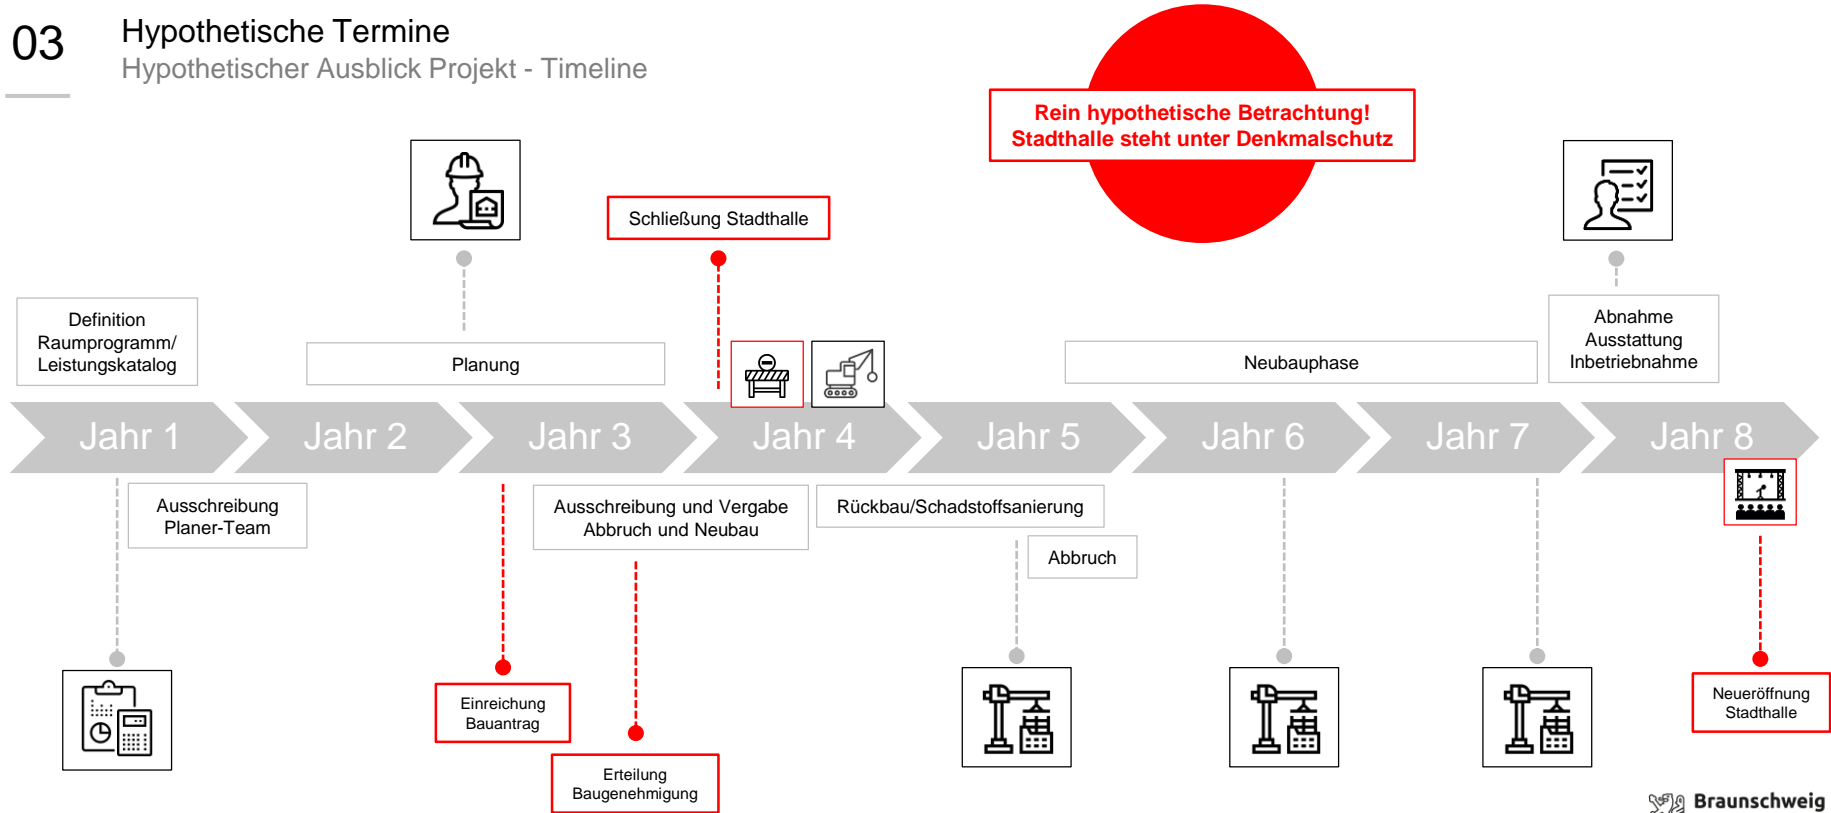 03
Hypothetische Termine
Hypothetischer Ausblick Projekt - Timeline
Rein hypothetische Betrachtung!
Stadthalle steht unter Denkmalschutz
Schließung Stadthalle
Definition
Raumprogramm/
Leistungskatalog
Planung
Neubauphase
Abnahme
Ausstattung
Inbetriebnahme
Jahr 1
Jahr 2
Jahr 3
Jahr 4
Jahr 5
Jahr 6
Jahr 7
Jahr 8
Ausschreibung
Planer-Team
Ausschreibung und Vergabe
Abbruch und Neubau
Rückbau/Schadstoffsanierung
Abbruch
Einreichung
Bauantrag
Erteilung
Baugenehmigung
Neueröffnung
Stadthalle
Braunschweig